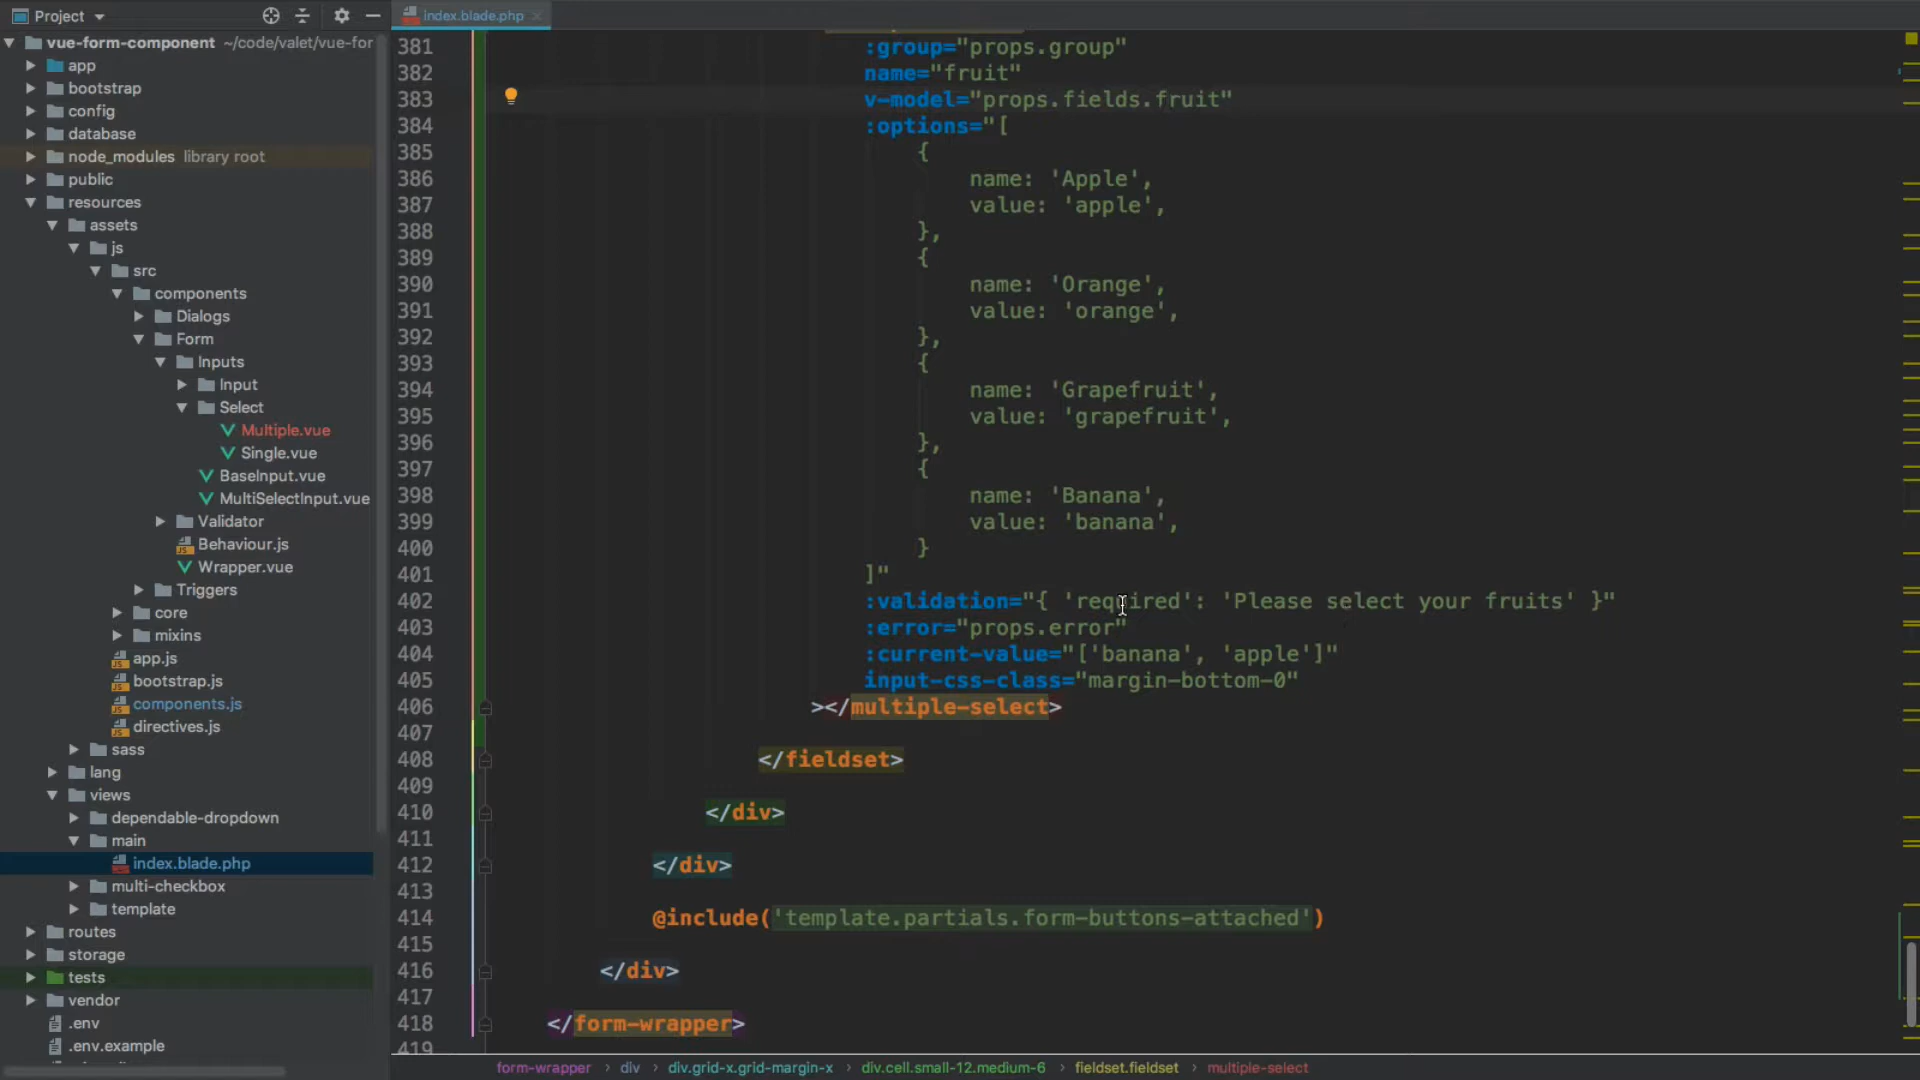 Project
index.blade.php
vue-form-component ~/code/valet/vue-for
app
bootstrap
config
database
node_modules library root
public
resources
assets
js
src
components
Dialogs
Form
Inputs
Input
Select
Multiple.vue
Single.vue
BaseInput.vue
MultiSelectInput.vue
Validator
Behaviour.js
Wrapper.vue
Triggers
core
mixins
app.js
bootstrap.js
components.js
directives.js
sass
lang
views
dependable-dropdown
main
index.blade.php
multi-checkbox
template
routes
storage
tests
vendor
.env
.env.example
381 :group="props.group"
382 name="fruit"
383 v-model="props.fields.fruit"
384 :options="[
385 {
386 name: 'Apple',
387 value: 'apple',
388 },
389 {
390 name: 'Orange',
391 value: 'orange',
392 },
393 {
394 name: 'Grapefruit',
395 value: 'grapefruit',
396 },
397 {
398 name: 'Banana',
399 value: 'banana',
400 }
401 ]"
402 :validation="{ 'required': 'Please select your fruits' }"
403 :error="props.error"
404 :current-value="['banana', 'apple']"
405 input-css-class="margin-bottom-0"
406 ></multiple-select>
407
408 </fieldset>
409
410 </div>
411
412 </div>
413
414 @include('template.partials.form-buttons-attached')
415
416 </div>
417
418 </form-wrapper>
419
form-wrapper › div › div.grid-x.grid-margin-x › div.cell.small-12.medium-6 › fieldset.fieldset › multiple-select